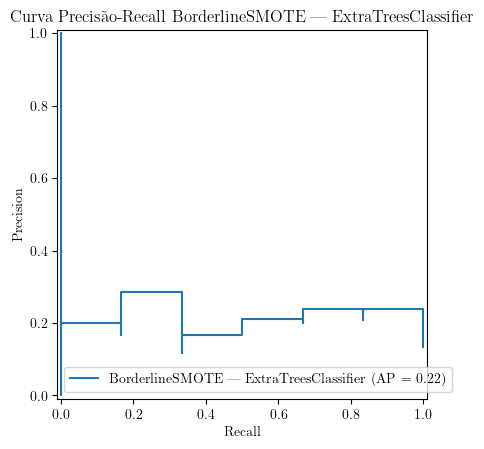 Curva Precisão-Recall BorderlineSMOTE — ExtraTreesClassifier
1.0
0.8
0.6
0.4
0.2
0.0
Precision
BorderlineSMOTE — ExtraTreesClassifier (AP = 0.22)
0.0 0.2 0.4 0.6 0.8 1.0
Recall